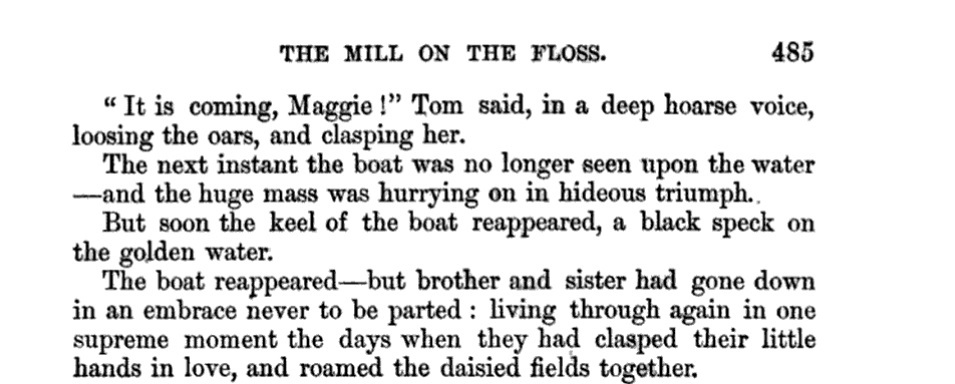 THE MILL ON THE FLOSS. 485
“ It is coming, Maggie !” Tom said, in a deep hoarse voice,
loosing the oars, and clasping her.
The next instant the boat was no longer seen upon the water
—and the huge mass was hurrying on in hideous triumph.
But soon the keel of the boat reappeared, a black speck on
the golden water.
The boat reappeared—but brother and sister had gone down
in an embrace never to be parted : living through again in one
supreme moment the days when they had clasped their little
hands in love, and roamed the daisied fields together.